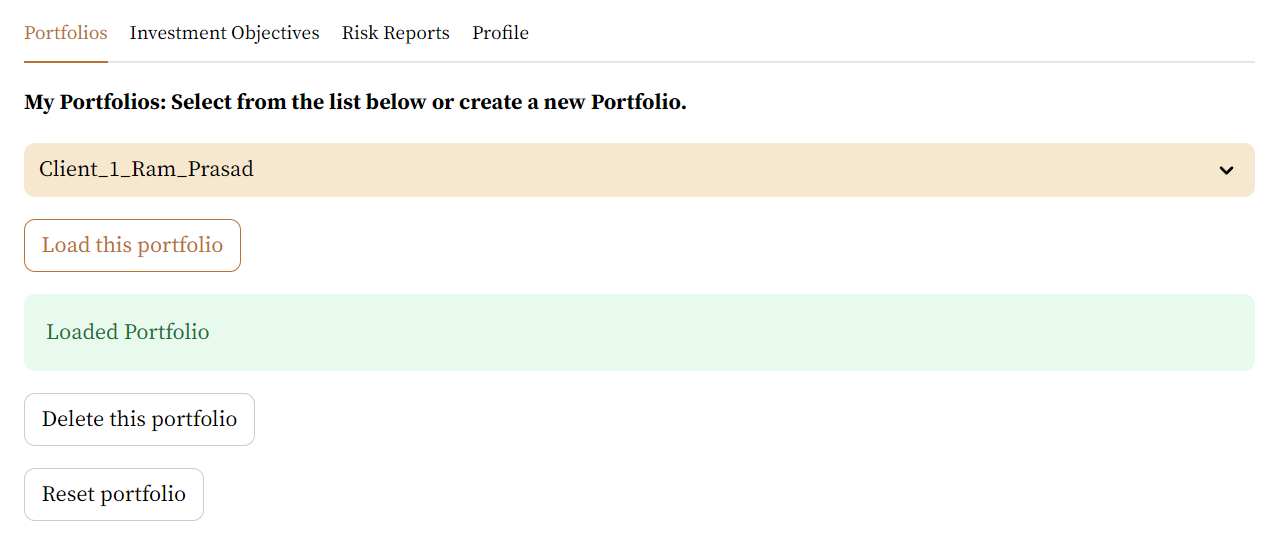 Portfolios Investment Objectives Risk Reports Profile
My Portfolios: Select from the list below or create a new Portfolio.
Client_1_Ram_Prasad
Load this portfolio
Loaded Portfolio
Delete this portfolio
Reset portfolio